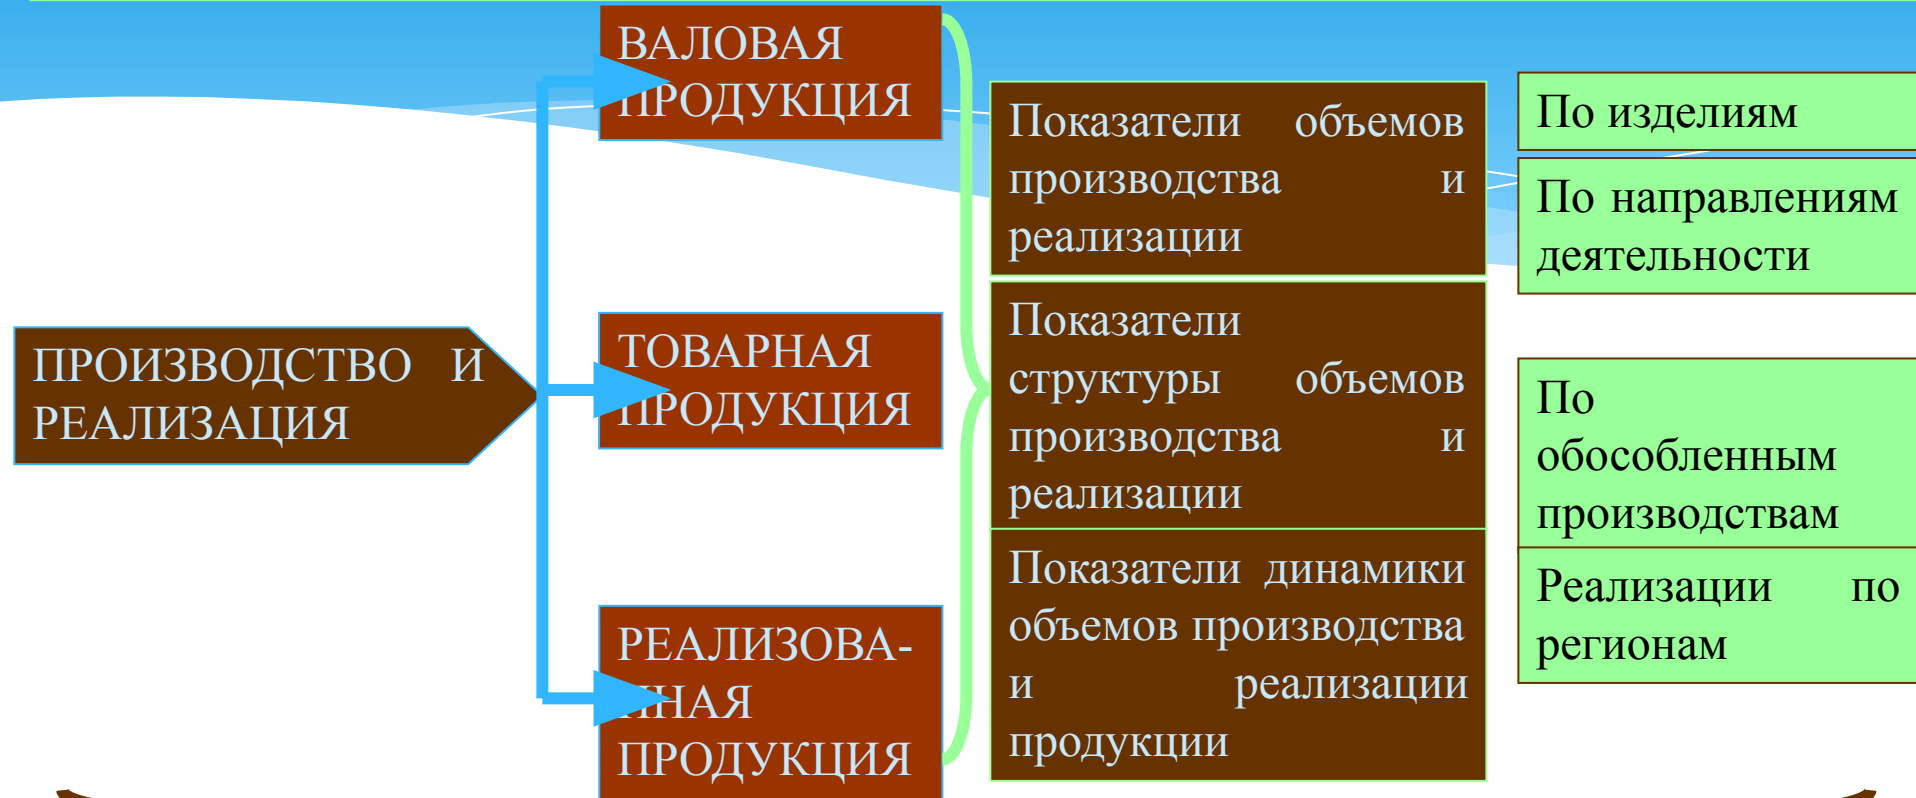 ПРОИЗВОДСТВО И
РЕАЛИЗАЦИЯ
ВАЛОВАЯ
ПРОДУКЦИЯ
ТОВАРНАЯ
ПРОДУКЦИЯ
РЕАЛИЗОВА-
ННАЯ
ПРОДУКЦИЯ
Показатели объемов
производства и
реализации
Показатели
структуры объемов
производства и
реализации
Показатели динамики
объемов производства
и реализации
продукции
По изделиям
По направлениям
деятельности
По
обособленным
производствам
Реализации по
регионам